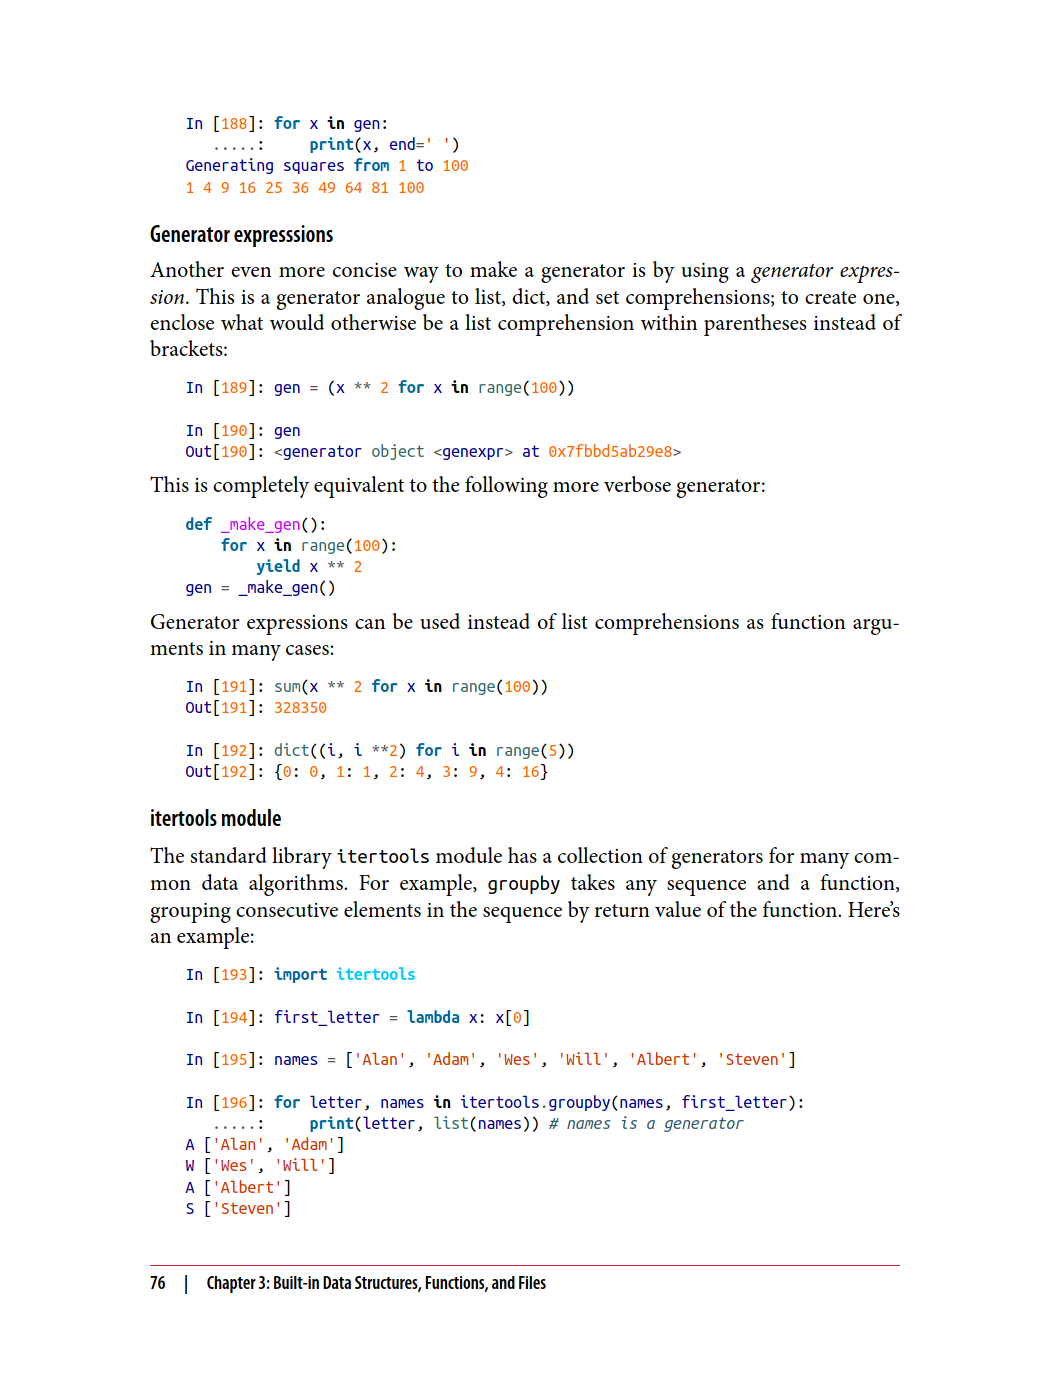 In [188]: for x in gen:
.....:     print(x, end=' ')
Generating squares from 1 to 100
1 4 9 16 25 36 49 64 81 100
Generator expresssions
Another even more concise way to make a generator is by using a generator expres-
sion. This is a generator analogue to list, dict, and set comprehensions; to create one,
enclose what would otherwise be a list comprehension within parentheses instead of
brackets:
In [189]: gen = (x ** 2 for x in range(100))
In [190]: gen
Out[190]: <generator object <genexpr> at 0x7fbbd5ab29e8>
This is completely equivalent to the following more verbose generator:
def _make_gen():
    for x in range(100):
        yield x ** 2
gen = _make_gen()
Generator expressions can be used instead of list comprehensions as function argu-
ments in many cases:
In [191]: sum(x ** 2 for x in range(100))
Out[191]: 328350
In [192]: dict((i, i **2) for i in range(5))
Out[192]: {0: 0, 1: 1, 2: 4, 3: 9, 4: 16}
itertools module
The standard library itertools module has a collection of generators for many com-
mon data algorithms. For example, groupby takes any sequence and a function,
grouping consecutive elements in the sequence by return value of the function. Here's
an example:
In [193]: import itertools
In [194]: first_letter = lambda x: x[0]
In [195]: names = ['Alan', 'Adam', 'Wes', 'Will', 'Albert', 'Steven']
In [196]: for letter, names in itertools.groupby(names, first_letter):
.....:     print(letter, list(names)) # names is a generator
A ['Alan', 'Adam']
W ['Wes', 'Will']
A ['Albert']
S ['Steven']
76 | Chapter 3: Built-in Data Structures, Functions, and Files